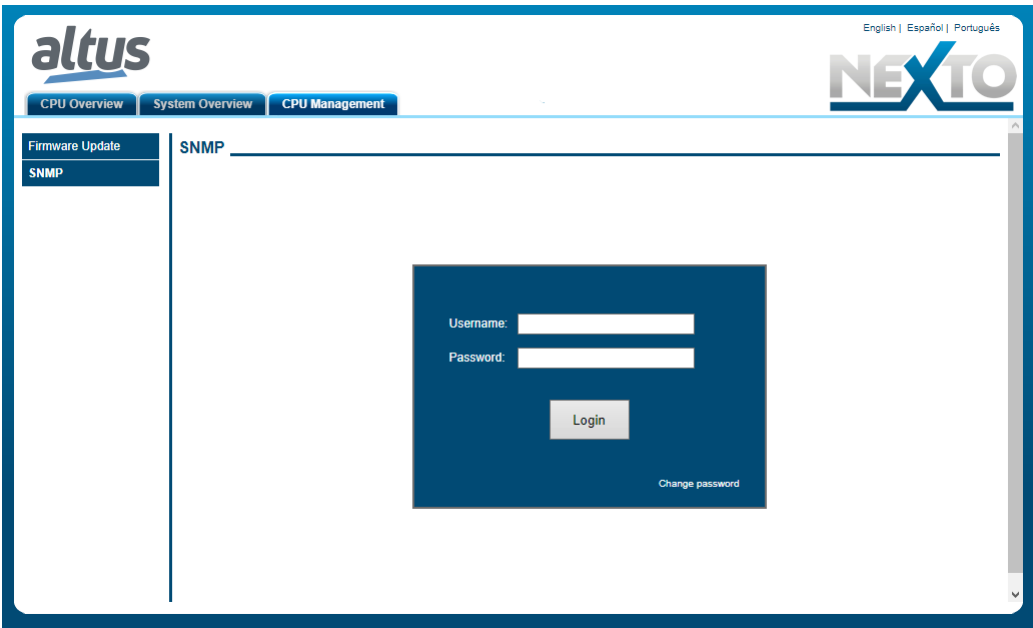 English | Español | Português
altus
NEXTO
CPU Overview System Overview CPU Management
Firmware Update
SNMP
SNMP
Username:
Password:
Login
Change password